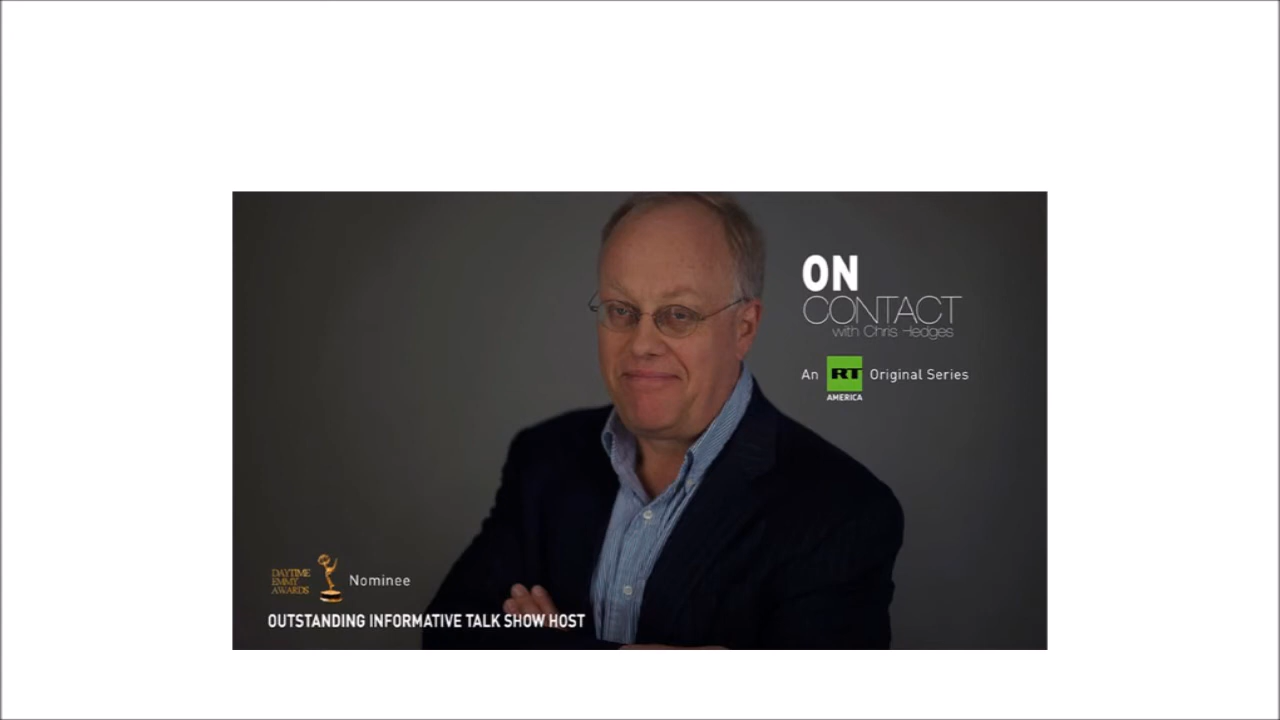 ON
CONTACT
with Chris Hedges
An RT Original Series
AMERICA
DAYTIME
EMMY
AWARDS
Nominee
OUTSTANDING INFORMATIVE TALK SHOW HOST